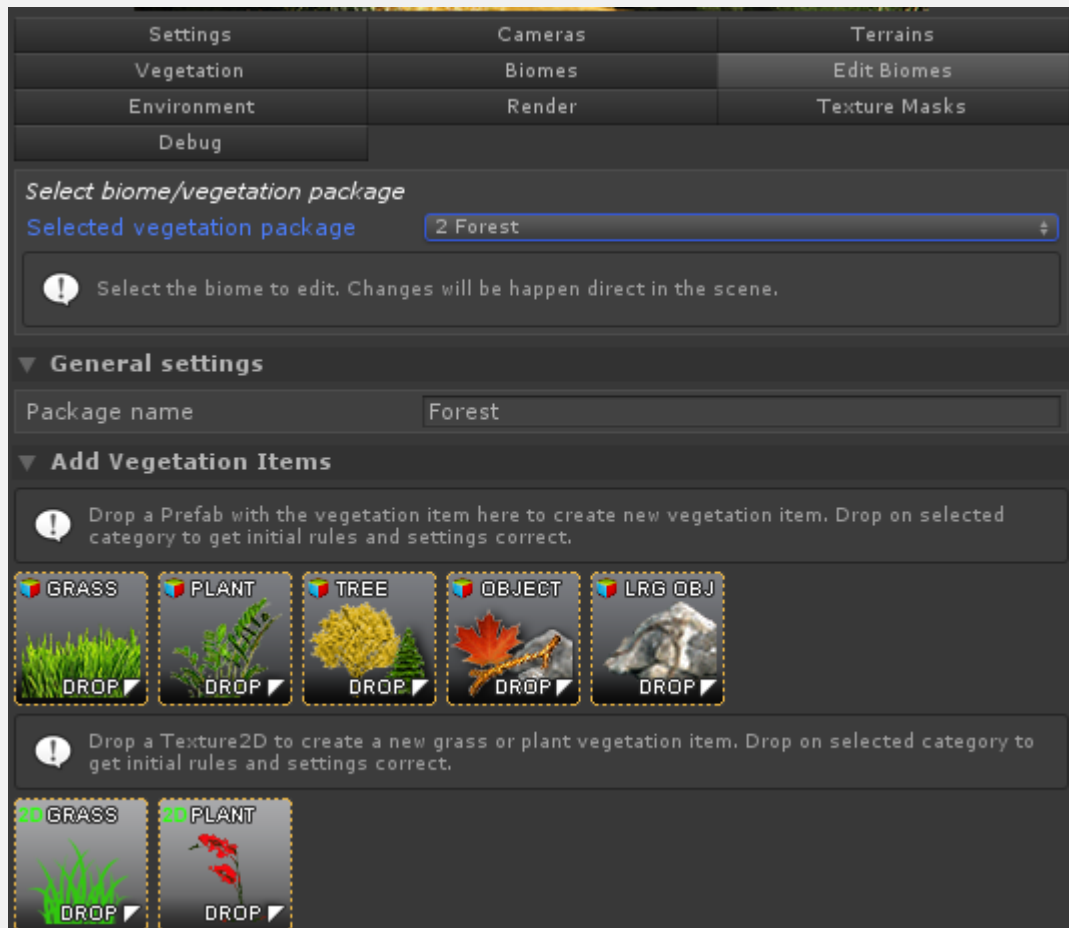 Settings Cameras Terrains
Vegetation Biomes Edit Biomes
Environment Render Texture Masks
Debug
Select biome/vegetation package
Selected vegetation package 2 Forest
Select the biome to edit. Changes will be happen direct in the scene.
General settings
Package name Forest
Add Vegetation Items
Drop a Prefab with the vegetation item here to create new vegetation item. Drop on selected
category to get initial rules and settings correct.
GRASS PLANT TREE OBJECT LRG OBJ
DROP DROP DROP DROP DROP
Drop a Texture2D to create a new grass or plant vegetation item. Drop on selected category to
get initial rules and settings correct.
2D GRASS 2D PLANT
DROP DROP